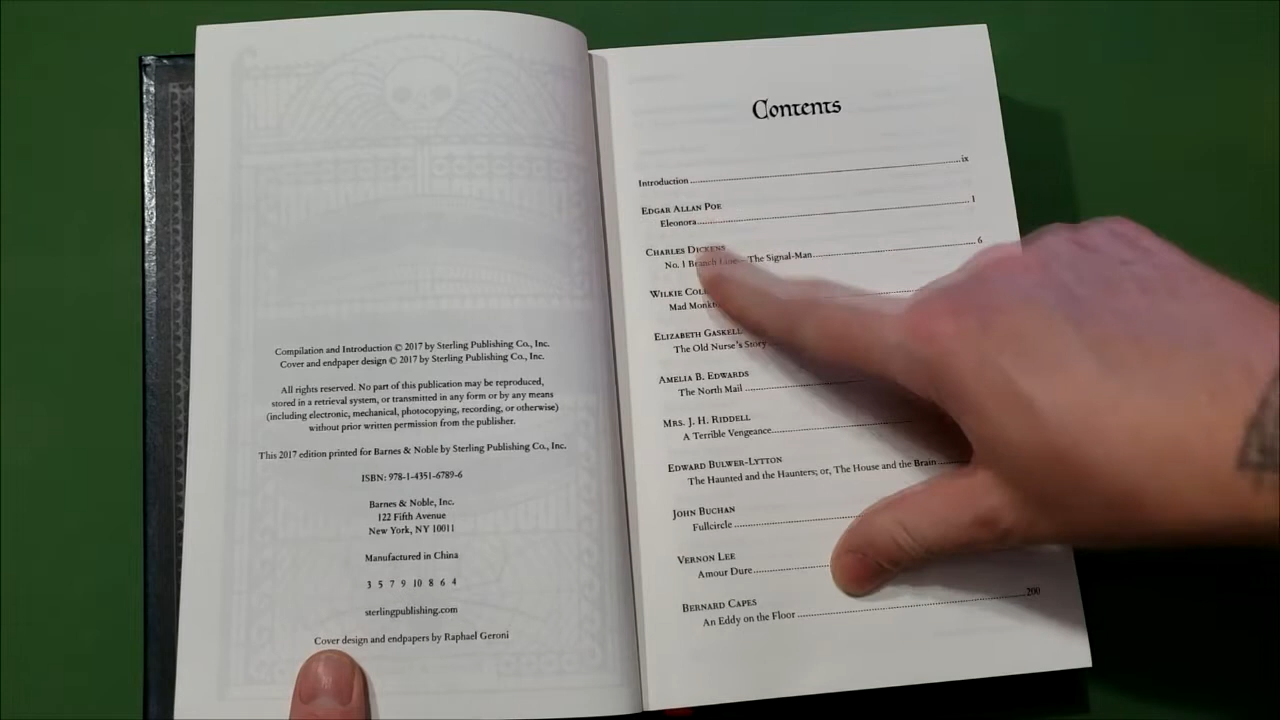 Compilation and Introduction © 2017 by Sterling Publishing Co., Inc.
Cover and endpaper design © 2017 by Sterling Publishing Co., Inc.
All rights reserved. No part of this publication may be reproduced,
stored in a retrieval system, or transmitted in any form or by any means
(including electronic, mechanical, photocopying, recording, or otherwise)
without prior written permission from the publisher.
This 2017 edition printed for Barnes & Noble by Sterling Publishing Co., Inc.
ISBN: 978-1-4351-6789-6
Barnes & Noble, Inc.
122 Fifth Avenue
New York, NY 10011
Manufactured in China
3 5 7 9 10 8 6 4
sterlingpublishing.com
Cover design and endpapers by Raphael Geroni
Contents
Introduction ix
Edgar Allan Poe
Eleonora 1
Charles Dickens
No. 1 Branch Line—The Signal-Man 6
Wilkie
Mad
Elizabeth Gaskell
The Old Nurse's Story
Amelia B. Edwards
The North Mail
Mrs. J. H. Riddell
A Terrible Vengeance
Edward Bulwer-Lytton
The Haunted and the Haunters; or, The House and the Brain
John Buchan
Fullcircle
Vernon Lee
Amour Dure
Bernard Capes
An Eddy on the Floor 200